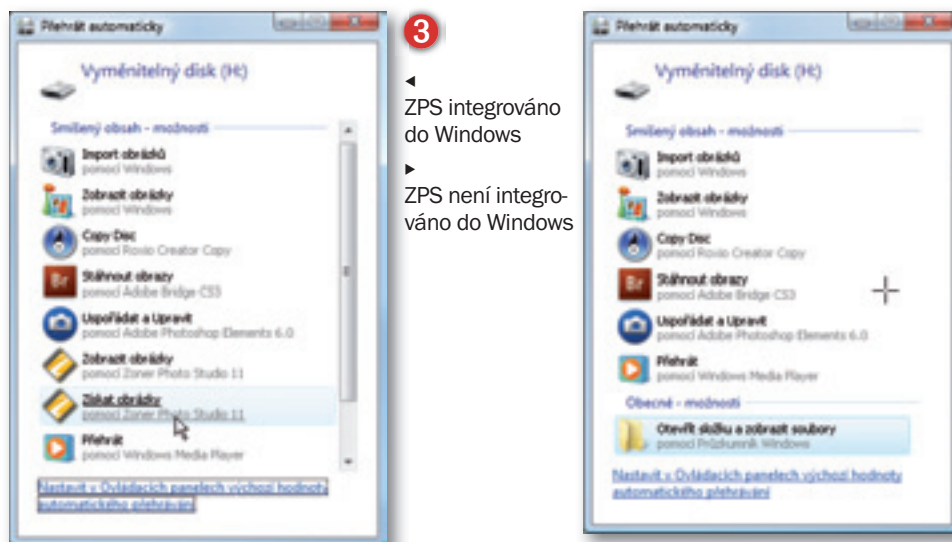 Přehrát automaticky
Vyměnitelný disk (H:)
Smíšený obsah - možnosti
Import obrázků
pomocí Windows
Zobrazit obrázky
pomocí Windows
Copy Disc
pomocí Roxio Creator Copy
Stáhnout obrazy
pomocí Adobe Bridge CS3
Uspořádat a Upravit
pomocí Adobe Photoshop Elements 6.0
Zobrazit obrázky
pomocí Zoner Photo Studio 11
Získat obrázky
pomocí Zoner Photo Studio 11
Přehrát
pomocí Windows Media Player
Nastavit v Ovládacích panelech výchozí hodnoty
automatického přehrávání
3
◄
ZPS integrováno
do Windows
►
ZPS není integro-
váno do Windows
Přehrát automaticky
Vyměnitelný disk (H:)
Smíšený obsah - možnosti
Import obrázků
pomocí Windows
Zobrazit obrázky
pomocí Windows
Copy Disc
pomocí Roxio Creator Copy
Br
Stáhnout obrazy
pomocí Adobe Bridge CS3
Uspořádat a Upravit
pomocí Adobe Photoshop Elements 6.0
Přehrát
pomocí Windows Media Player
Obecné - možnosti
Otevřít složku a zobrazit soubory
pomocí Průzkumník Windows
Nastavit v Ovládacích panelech výchozí hodnoty
automatického přehrávání